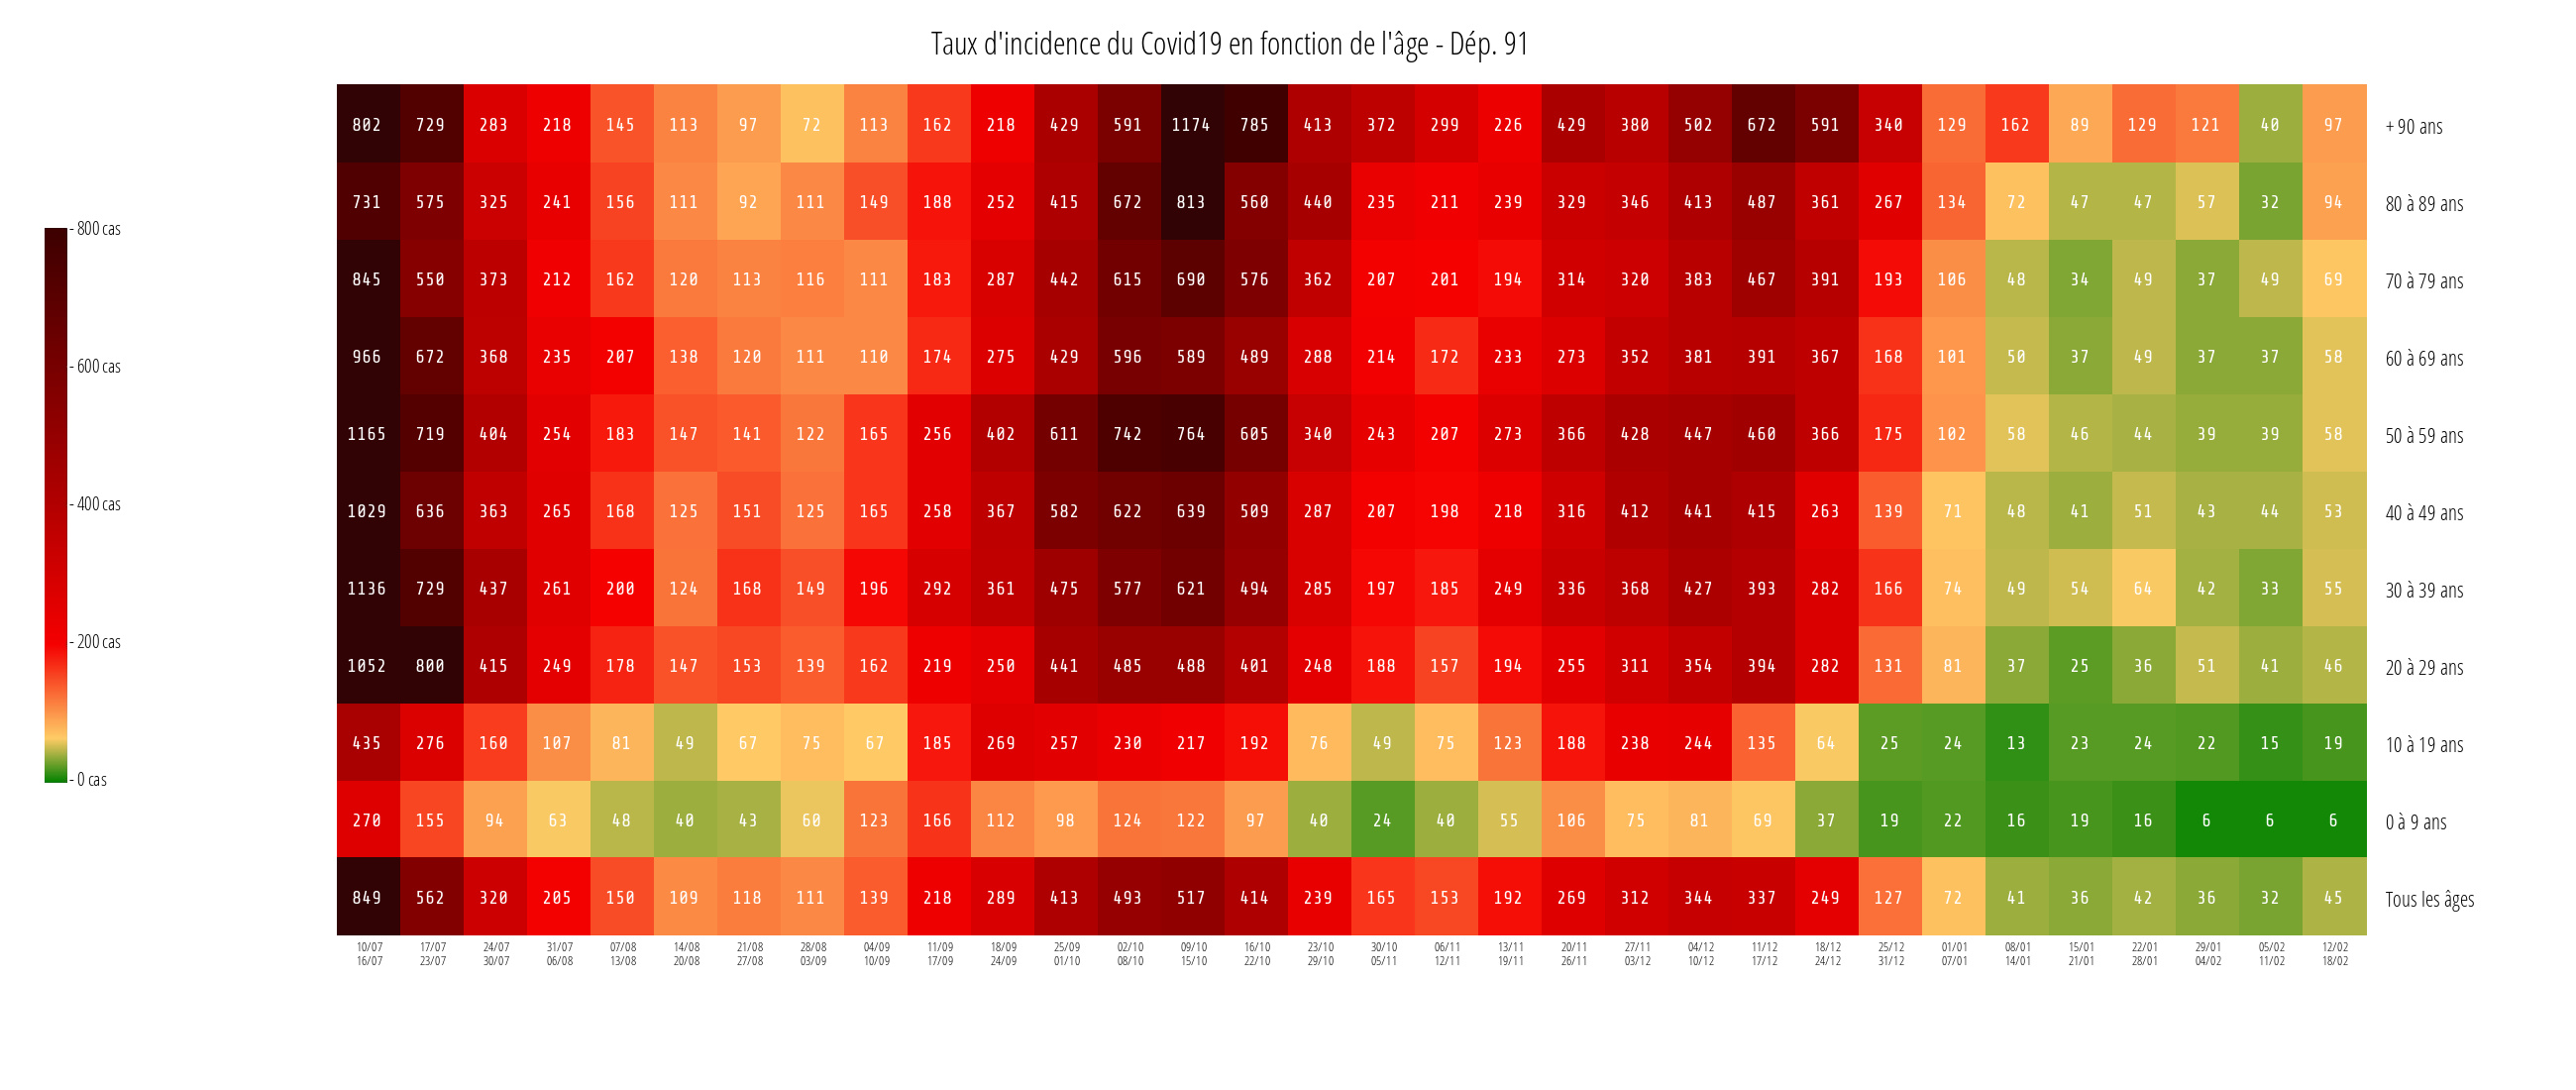 Taux d'incidence du Covid19 en fonction de l'âge - Dép. 91
- 800 cas
- 600 cas
- 400 cas
- 200 cas
- 0 cas
802 729 283 218 145 113 97 72 113 162 218 429 591 1174 785 413 372 299 226 429 380 502 672 591 340 129 162 89 129 121 40 97 + 90 ans
731 575 325 241 156 111 92 111 149 188 252 415 672 813 560 440 235 211 239 329 346 413 487 361 267 134 72 47 47 57 32 94 80 à 89 ans
845 550 373 212 162 120 113 116 111 183 287 442 615 690 576 362 207 201 194 314 320 383 467 391 193 106 48 34 49 37 49 69 70 à 79 ans
966 672 368 235 207 138 120 111 110 174 275 429 596 589 489 288 214 172 233 273 352 381 391 367 168 101 50 37 49 37 37 58 60 à 69 ans
1165 719 404 254 183 147 141 122 165 256 402 611 742 764 605 340 243 207 273 366 428 447 460 366 175 102 58 46 44 39 39 58 50 à 59 ans
1029 636 363 265 168 125 151 125 165 258 367 582 622 639 509 287 207 198 218 316 412 441 415 263 139 71 48 41 51 43 44 53 40 à 49 ans
1136 729 437 261 200 124 168 149 196 292 361 475 577 621 494 285 197 185 249 336 368 427 393 282 166 74 49 54 64 42 33 55 30 à 39 ans
1052 800 415 249 178 147 153 139 162 219 250 441 485 488 401 248 188 157 194 255 311 354 394 282 131 81 37 25 36 51 41 46 20 à 29 ans
435 276 160 107 81 49 67 75 67 185 269 257 230 217 192 76 49 75 123 188 238 244 135 64 25 24 13 23 24 22 15 19 10 à 19 ans
270 155 94 63 48 40 43 60 123 166 112 98 124 122 97 40 24 40 55 106 75 81 69 37 19 22 16 19 16 6 6 6 0 à 9 ans
849 562 320 205 150 109 118 111 139 218 289 413 493 517 414 239 165 153 192 269 312 344 337 249 127 72 41 36 42 36 32 45 Tous les âges
10/07 17/07 24/07 31/07 07/08 14/08 21/08 28/08 04/09 11/09 18/09 25/09 02/10 09/10 16/10 23/10 30/10 06/11 13/11 20/11 27/11 04/12 11/12 18/12 25/12 01/01 08/01 15/01 22/01 29/01 05/02 12/02
16/07 23/07 30/07 06/08 13/08 20/08 27/08 03/09 10/09 17/09 24/09 01/10 08/10 15/10 22/10 29/10 05/11 12/11 19/11 26/11 03/12 10/12 17/12 24/12 31/12 07/01 14/01 21/01 28/01 04/02 11/02 18/02